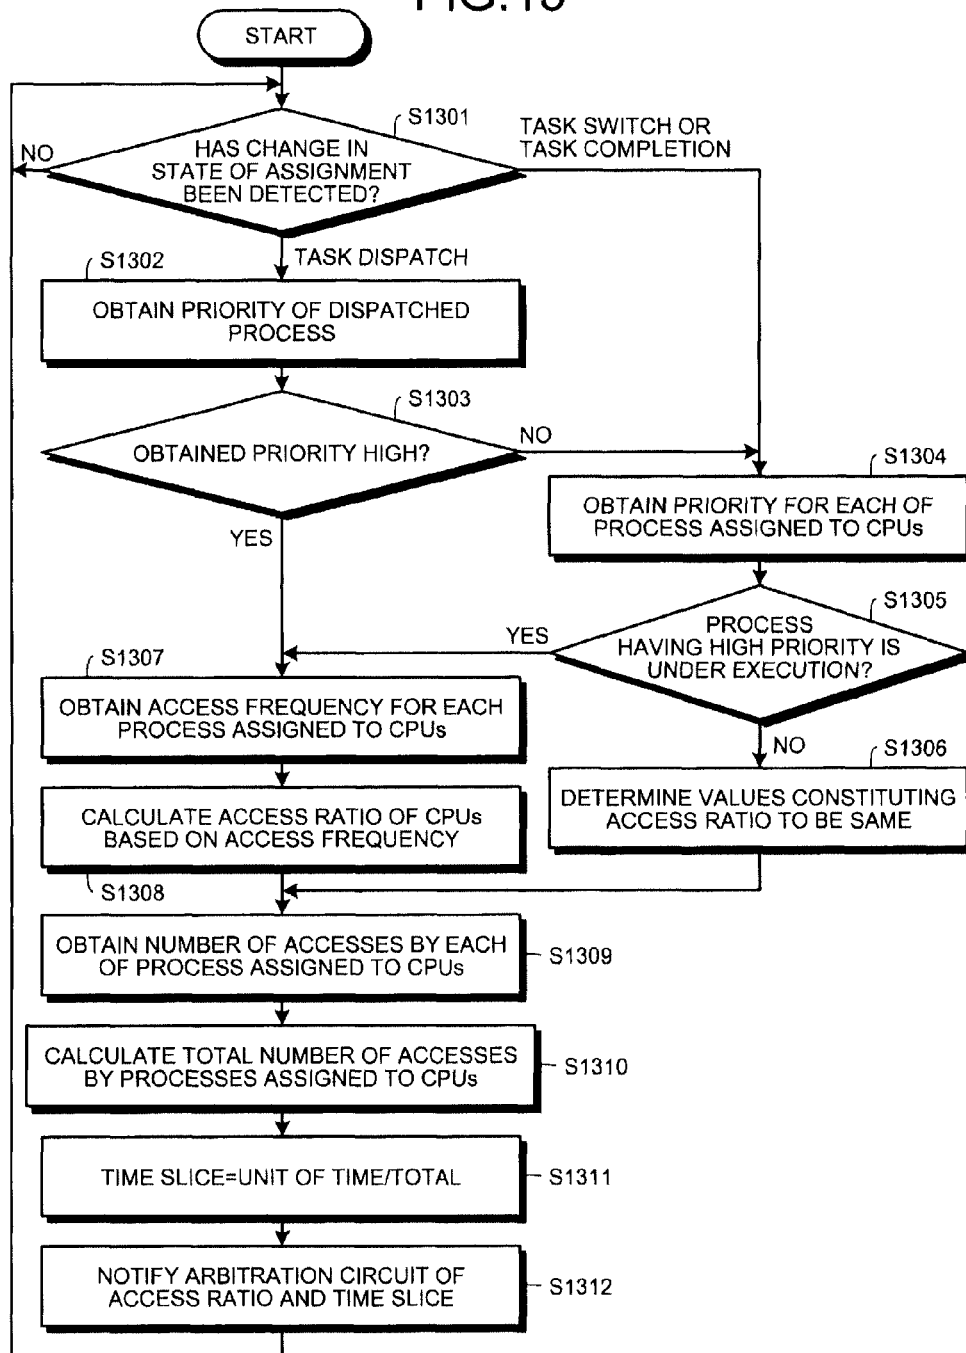 START
S1301
HAS CHANGE IN
STATE OF ASSIGNMENT
BEEN DETECTED?
NO
TASK SWITCH OR
TASK COMPLETION
TASK DISPATCH
S1302
OBTAIN PRIORITY OF DISPATCHED
PROCESS
S1303
OBTAINED PRIORITY HIGH?
NO
YES
S1304
OBTAIN PRIORITY FOR EACH OF
PROCESS ASSIGNED TO CPUs
S1305
PROCESS
HAVING HIGH PRIORITY IS
UNDER EXECUTION?
YES
NO
S1306
DETERMINE VALUES CONSTITUTING
ACCESS RATIO TO BE SAME
S1307
OBTAIN ACCESS FREQUENCY FOR EACH
PROCESS ASSIGNED TO CPUs
CALCULATE ACCESS RATIO OF CPUs
BASED ON ACCESS FREQUENCY
S1308
OBTAIN NUMBER OF ACCESSES BY EACH
OF PROCESS ASSIGNED TO CPUs
S1309
CALCULATE TOTAL NUMBER OF ACCESSES
BY PROCESSES ASSIGNED TO CPUs
S1310
TIME SLICE=UNIT OF TIME/TOTAL
S1311
NOTIFY ARBITRATION CIRCUIT OF
ACCESS RATIO AND TIME SLICE
S1312